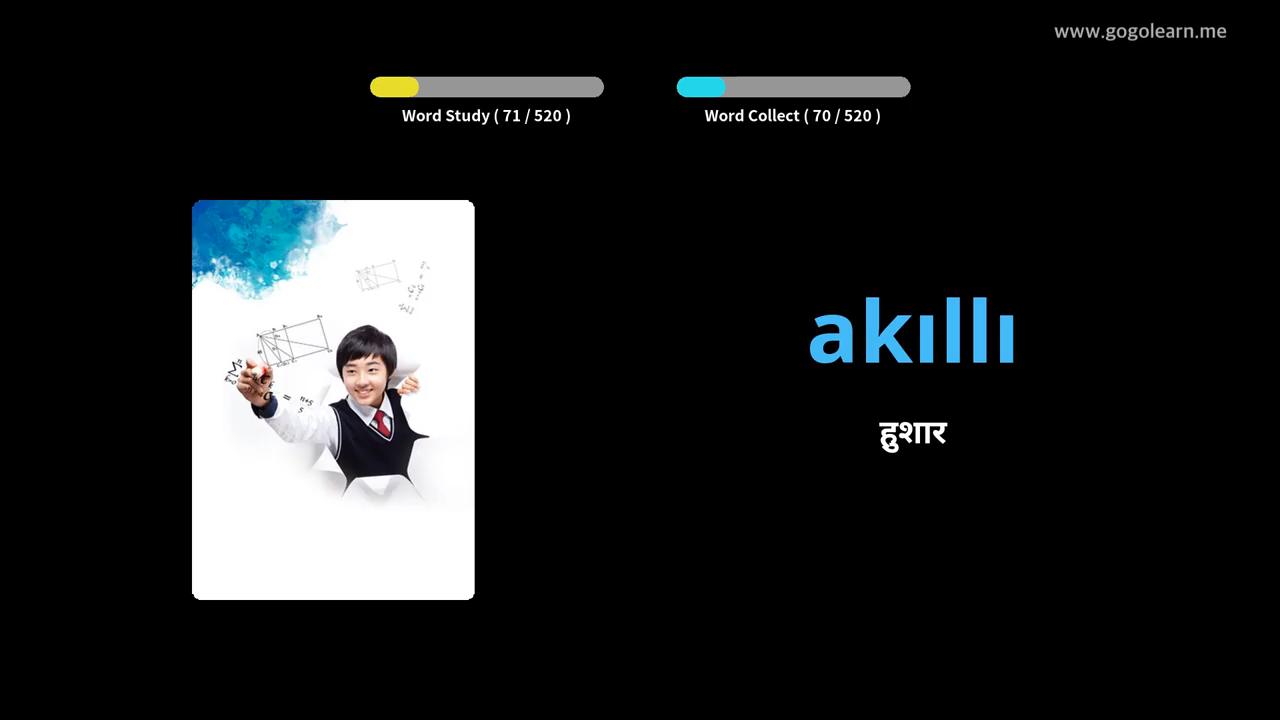 www.gogolearn.me
Word Study ( 71 / 520 )
Word Collect ( 70 / 520 )
akıllı
हुशार